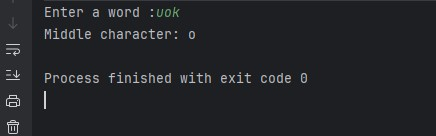 Enter a word :uok
Middle character: o
Process finished with exit code 0